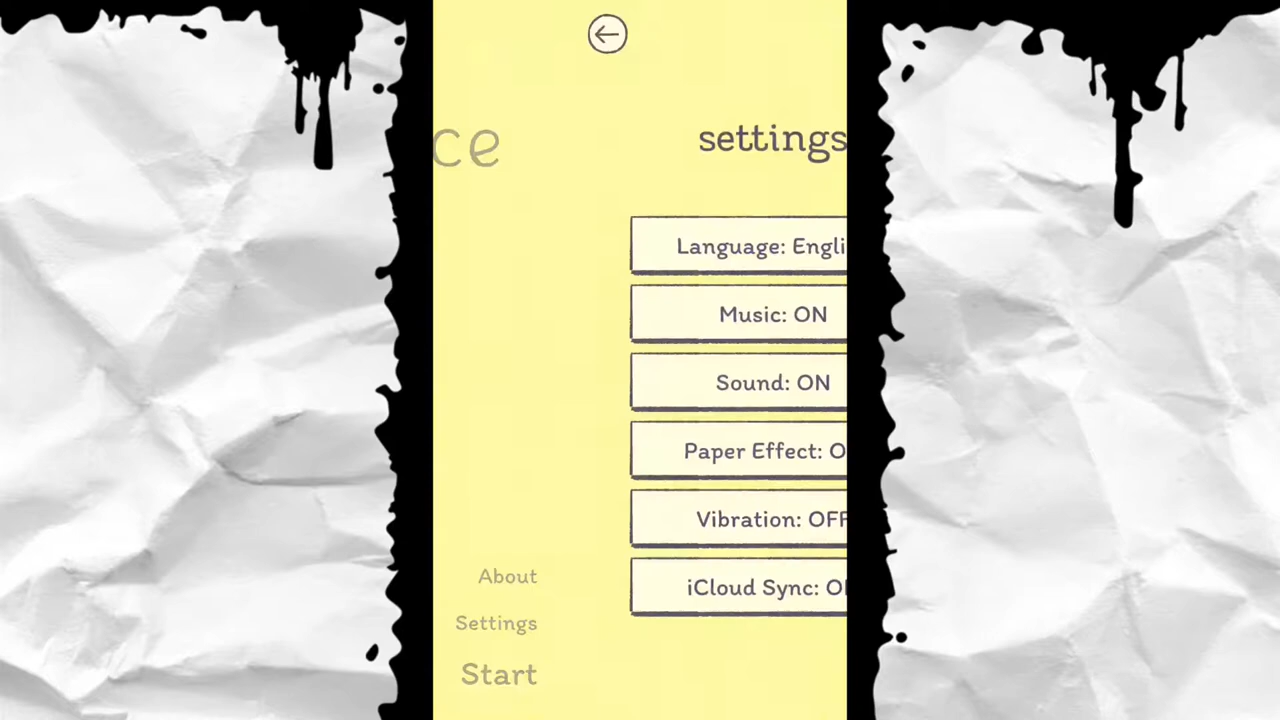 ce
settings
Language: Engli
Music: ON
Sound: ON
Paper Effect: O
Vibration: OFF
iCloud Sync: O
About
Settings
Start